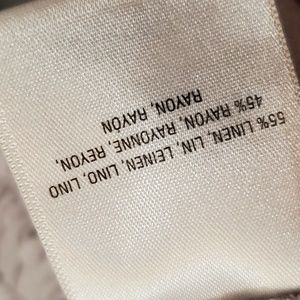 55% LINEN, LIN, LEINEN, LINO, LINO
45% RAYON, RAYONNE, REYON,
RAYON, RAYON